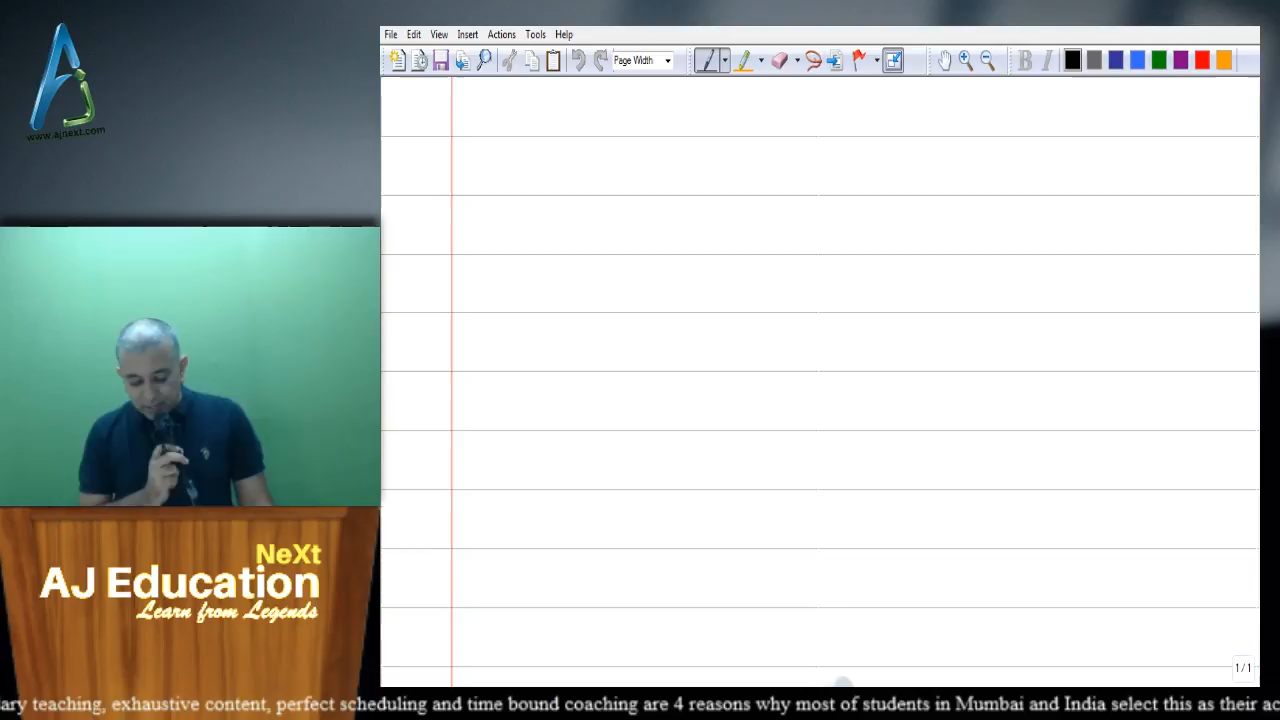 www.ajnext.com
File Edit View Insert Actions Tools Help
Page Width
B I
1/1
NeXt
AJ Education
Learn from Legends
ary teaching, exhaustive content, perfect scheduling and time bound coaching are 4 reasons why most of students in Mumbai and India select this as their ac